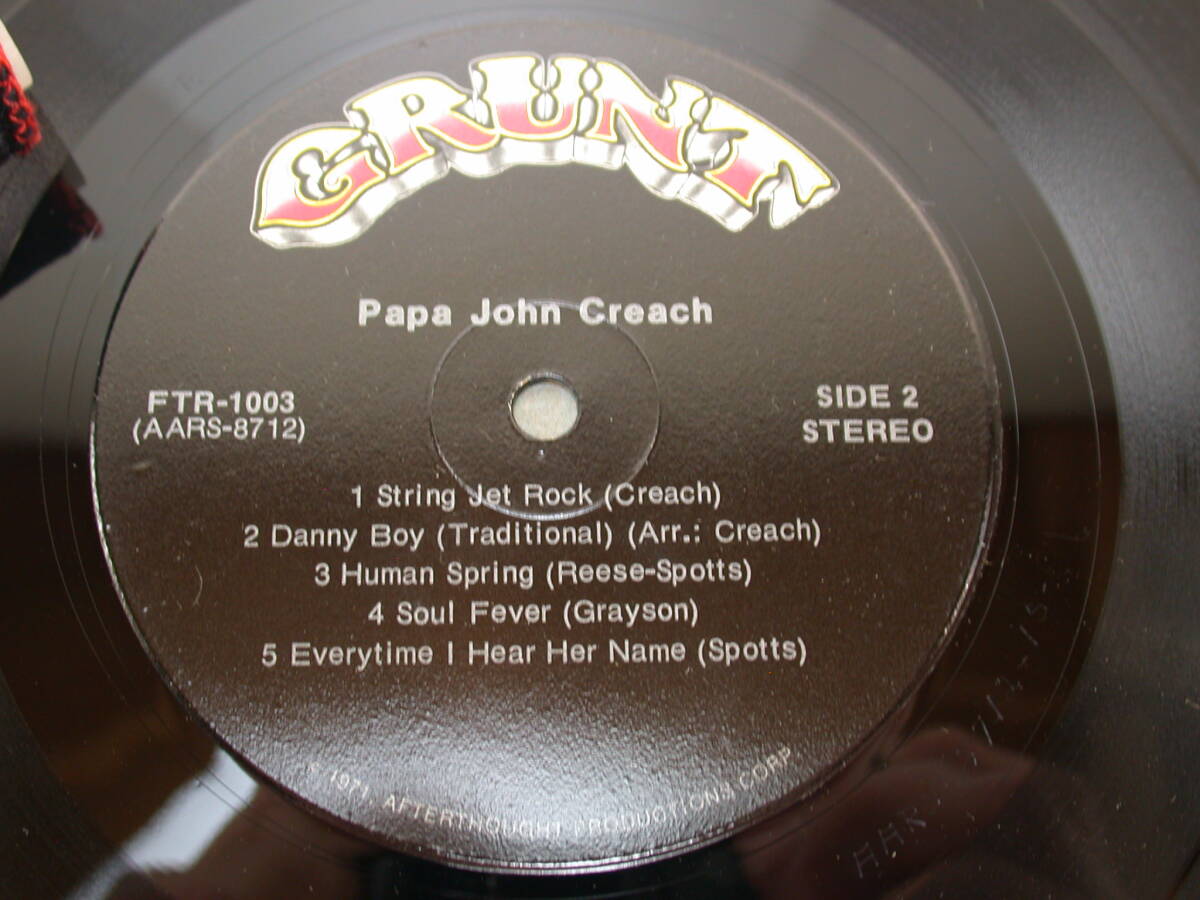 GRUNT
Papa John Creach
FTR-1003
(AARS-8712)
SIDE 2
STEREO
1 String Jet Rock (Creach)
2 Danny Boy (Traditional) (Arr.: Creach)
3 Human Spring (Reese-Spotts)
4 Soul Fever (Grayson)
5 Everytime I Hear Her Name (Spotts)
1971 AFTERTHOUGHT PRODUCTIONS CORP